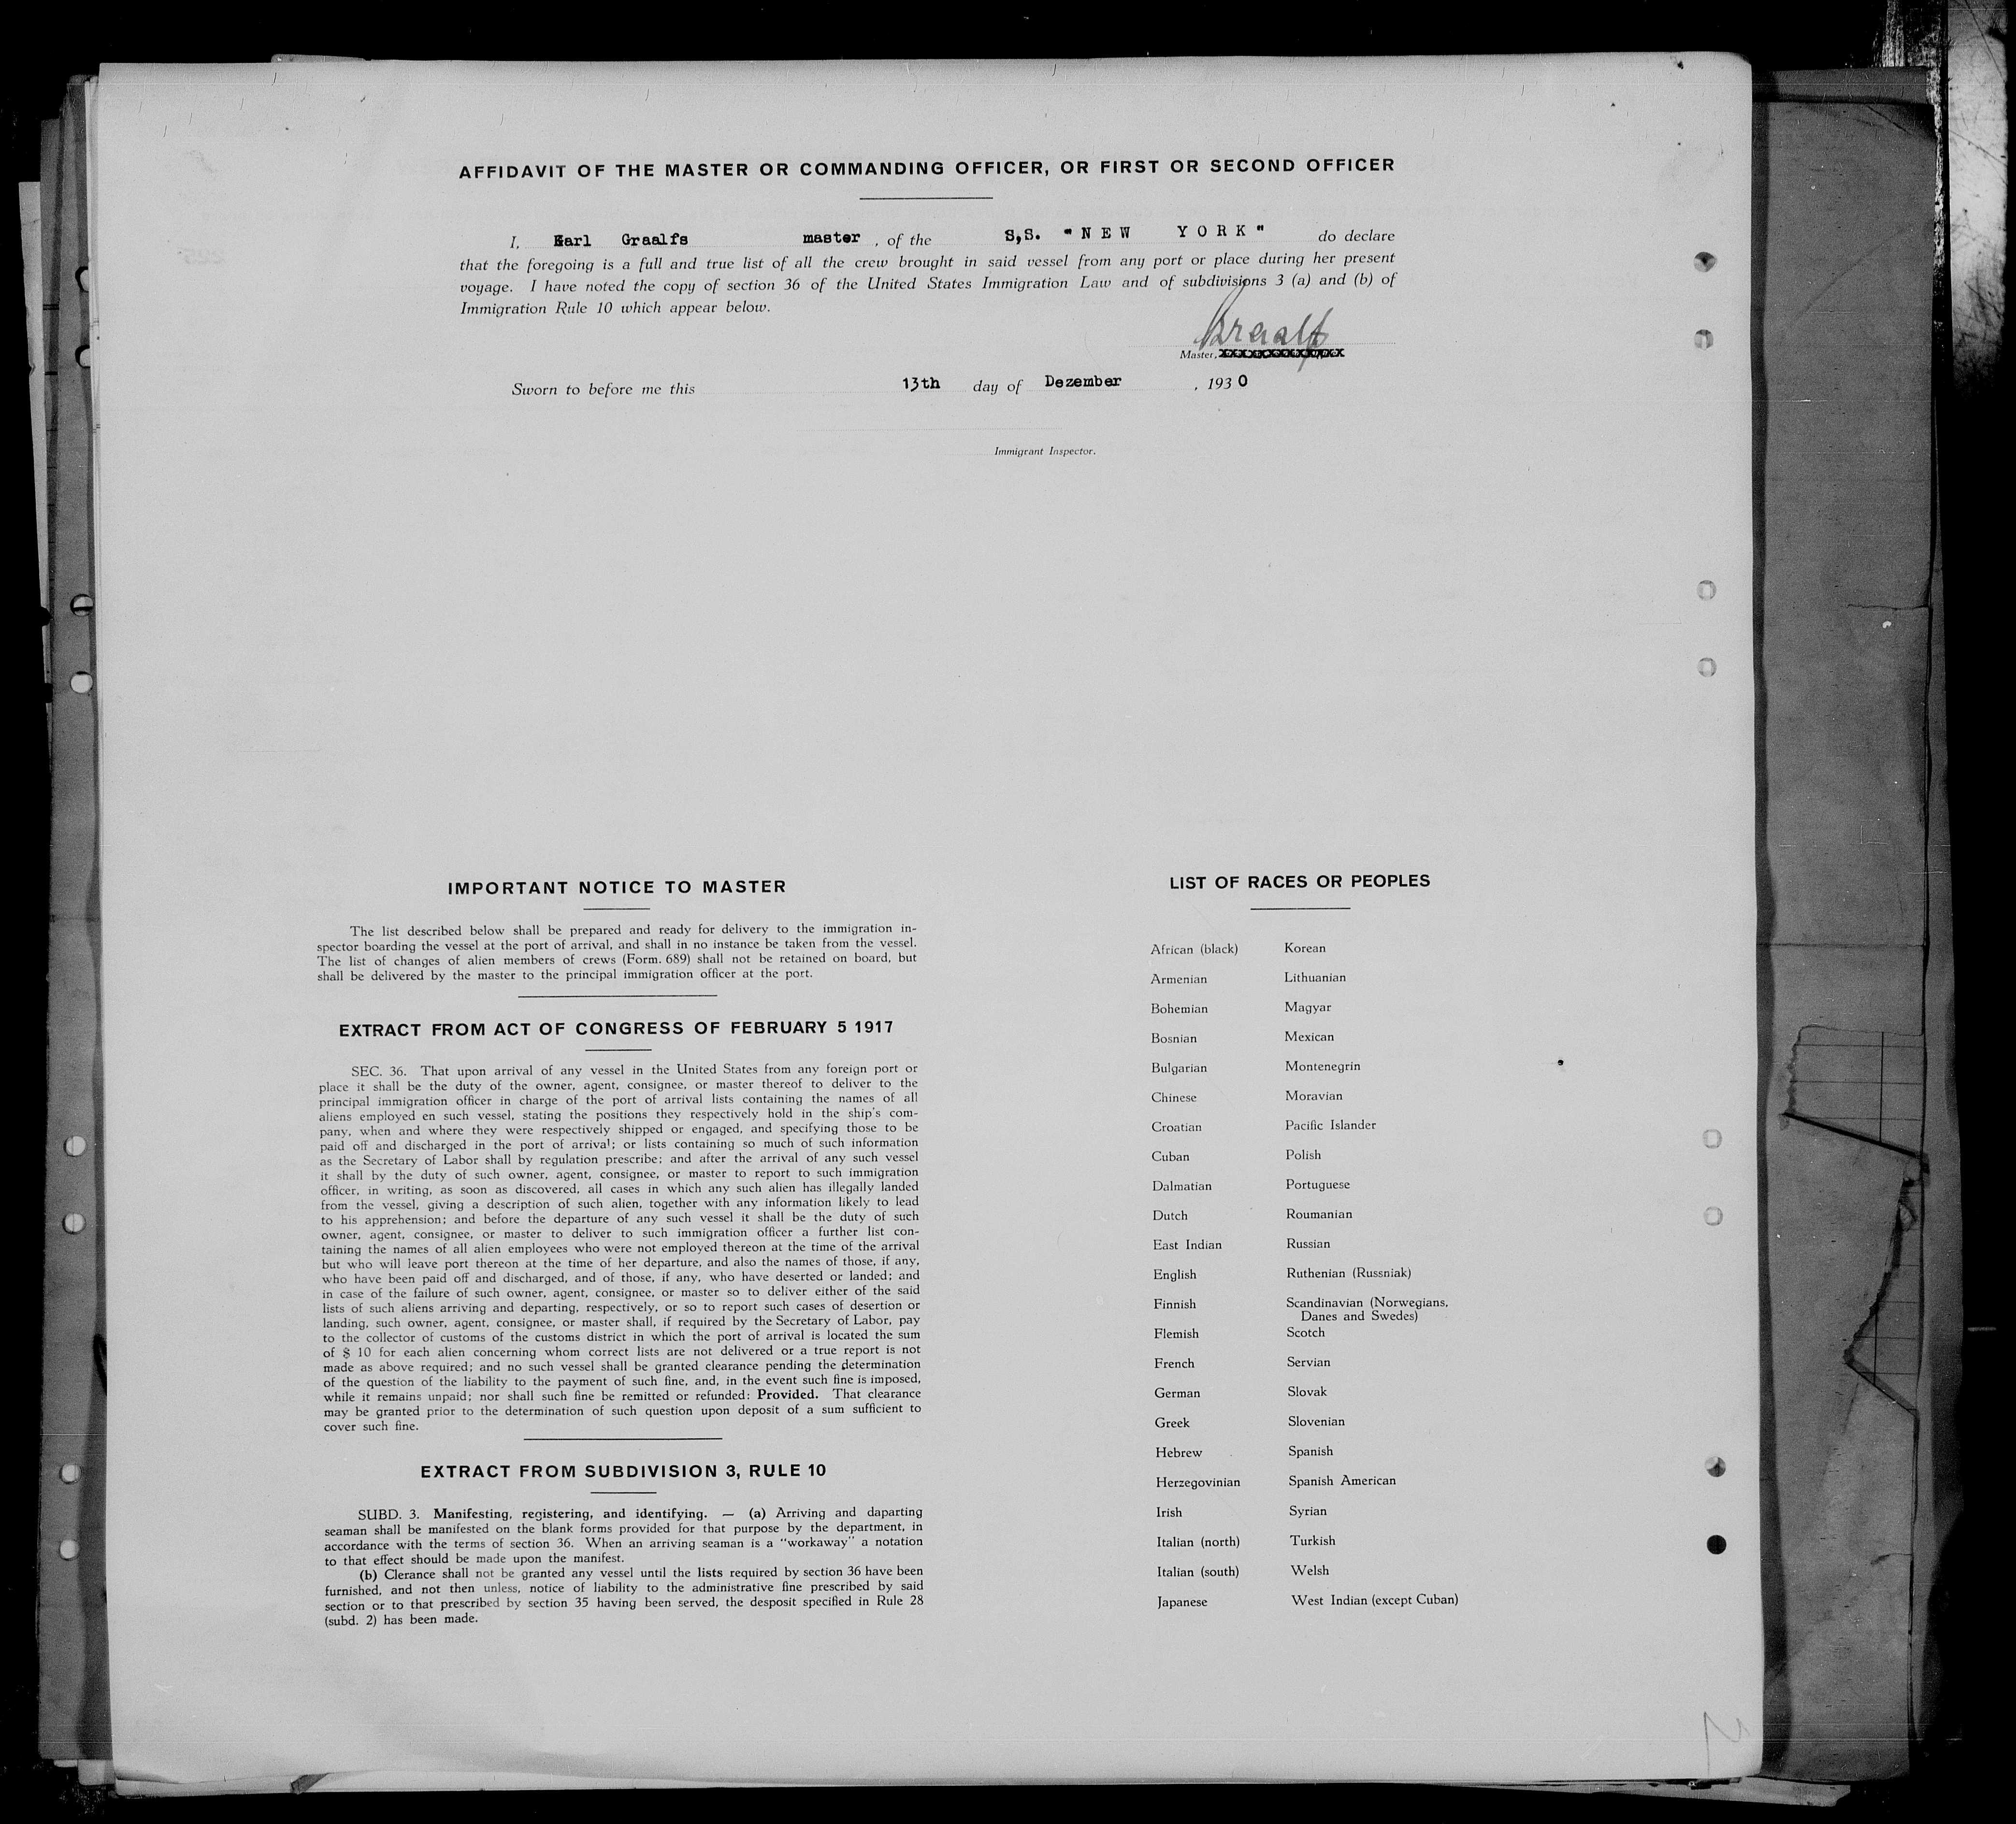 AFFIDAVIT OF THE MASTER OR COMMANDING OFFICER, OR FIRST OR SECOND OFFICER
I, Karl Graalfs master, of the S,S. "NEW YORK" do declare
that the foregoing is a full and true list of all the crew brought in said vessel from any port or place during her present
voyage. I have noted the copy of section 36 of the United States Immigration Law and of subdivisions 3 (a) and (b) of
Immigration Rule 10 which appear below.
Graalfs
Master, xxxxxxxxxxxxx
Sworn to before me this 13th day of Dezember, 1930
Immigrant Inspector.
IMPORTANT NOTICE TO MASTER
The list described below shall be prepared and ready for delivery to the immigration in-
spector boarding the vessel at the port of arrival, and shall in no instance be taken from the vessel.
The list of changes of alien members of crews (Form. 689) shall not be retained on board, but
shall be delivered by the master to the principal immigration officer at the port.
EXTRACT FROM ACT OF CONGRESS OF FEBRUARY 5 1917
SEC. 36. That upon arrival of any vessel in the United States from any foreign port or
place it shall be the duty of the owner, agent, consignee, or master thereof to deliver to the
principal immigration officer in charge of the port of arrival lists containing the names of all
aliens employed en such vessel, stating the positions they respectively hold in the ship's com-
pany, when and where they were respectively shipped or engaged, and specifying those to be
paid off and discharged in the port of arrival; or lists containing so much of such information
as the Secretary of Labor shall by regulation prescribe; and after the arrival of any such vessel
it shall by the duty of such owner, agent, consignee, or master to report to such immigration
officer, in writing, as soon as discovered, all cases in which any such alien has illegally landed
from the vessel, giving a description of such alien, together with any information likely to lead
to his apprehension; and before the departure of any such vessel it shall be the duty of such
owner, agent, consignee, or master to deliver to such immigration officer a further list con-
taining the names of all alien employees who were not employed thereon at the time of the arrival
but who will leave port thereon at the time of her departure, and also the names of those, if any,
who have been paid off and discharged, and of those, if any, who have deserted or landed; and
in case of the failure of such owner, agent, consignee, or master so to deliver either of the said
lists of such aliens arriving and departing, respectively, or so to report such cases of desertion or
landing, such owner, agent, consignee, or master shall, if required by the Secretary of Labor, pay
to the collector of customs of the customs district in which the port of arrival is located the sum
of $ 10 for each alien concerning whom correct lists are not delivered or a true report is not
made as above required; and no such vessel shall be granted clearance pending the determination
of the question of the liability to the payment of such fine, and, in the event such fine is imposed,
while it remains unpaid; nor shall such fine be remitted or refunded: Provided. That clearance
may be granted prior to the determination of such question upon deposit of a sum sufficient to
cover such fine.
EXTRACT FROM SUBDIVISION 3, RULE 10
SUBD. 3. Manifesting, registering, and identifying. — (a) Arriving and daparting
seaman shall be manifested on the blank forms provided for that purpose by the department, in
accordance with the terms of section 36. When an arriving seaman is a "workaway" a notation
to that effect should be made upon the manifest.
(b) Clerance shall not be granted any vessel until the lists required by section 36 have been
furnished, and not then unless, notice of liability to the administrative fine prescribed by said
section or to that prescribed by section 35 having been served, the desposit specified in Rule 28
(subd. 2) has been made.
LIST OF RACES OR PEOPLES
African (black)
Armenian
Bohemian
Bosnian
Bulgarian
Chinese
Croatian
Cuban
Dalmatian
Dutch
East Indian
English
Finnish
Flemish
French
German
Greek
Hebrew
Herzegovinian
Irish
Italian (north)
Italian (south)
Japanese
Korean
Lithuanian
Magyar
Mexican
Montenegrin
Moravian
Pacific Islander
Polish
Portuguese
Roumanian
Russian
Ruthenian (Russniak)
Scandinavian (Norwegians,
Danes and Swedes)
Scotch
Servian
Slovak
Slovenian
Spanish
Spanish American
Syrian
Turkish
Welsh
West Indian (except Cuban)